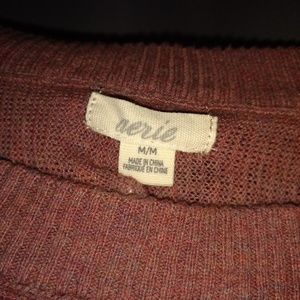 aerie
M/M
MADE IN CHINA
FABRIQUÉ EN CHINE